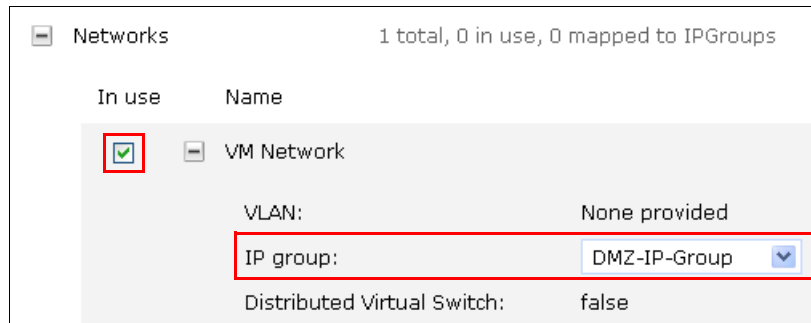 Networks 1 total, 0 in use, 0 mapped to IPGroups
In use Name
VM Network
VLAN: None provided
IP group: DMZ-IP-Group
Distributed Virtual Switch: false